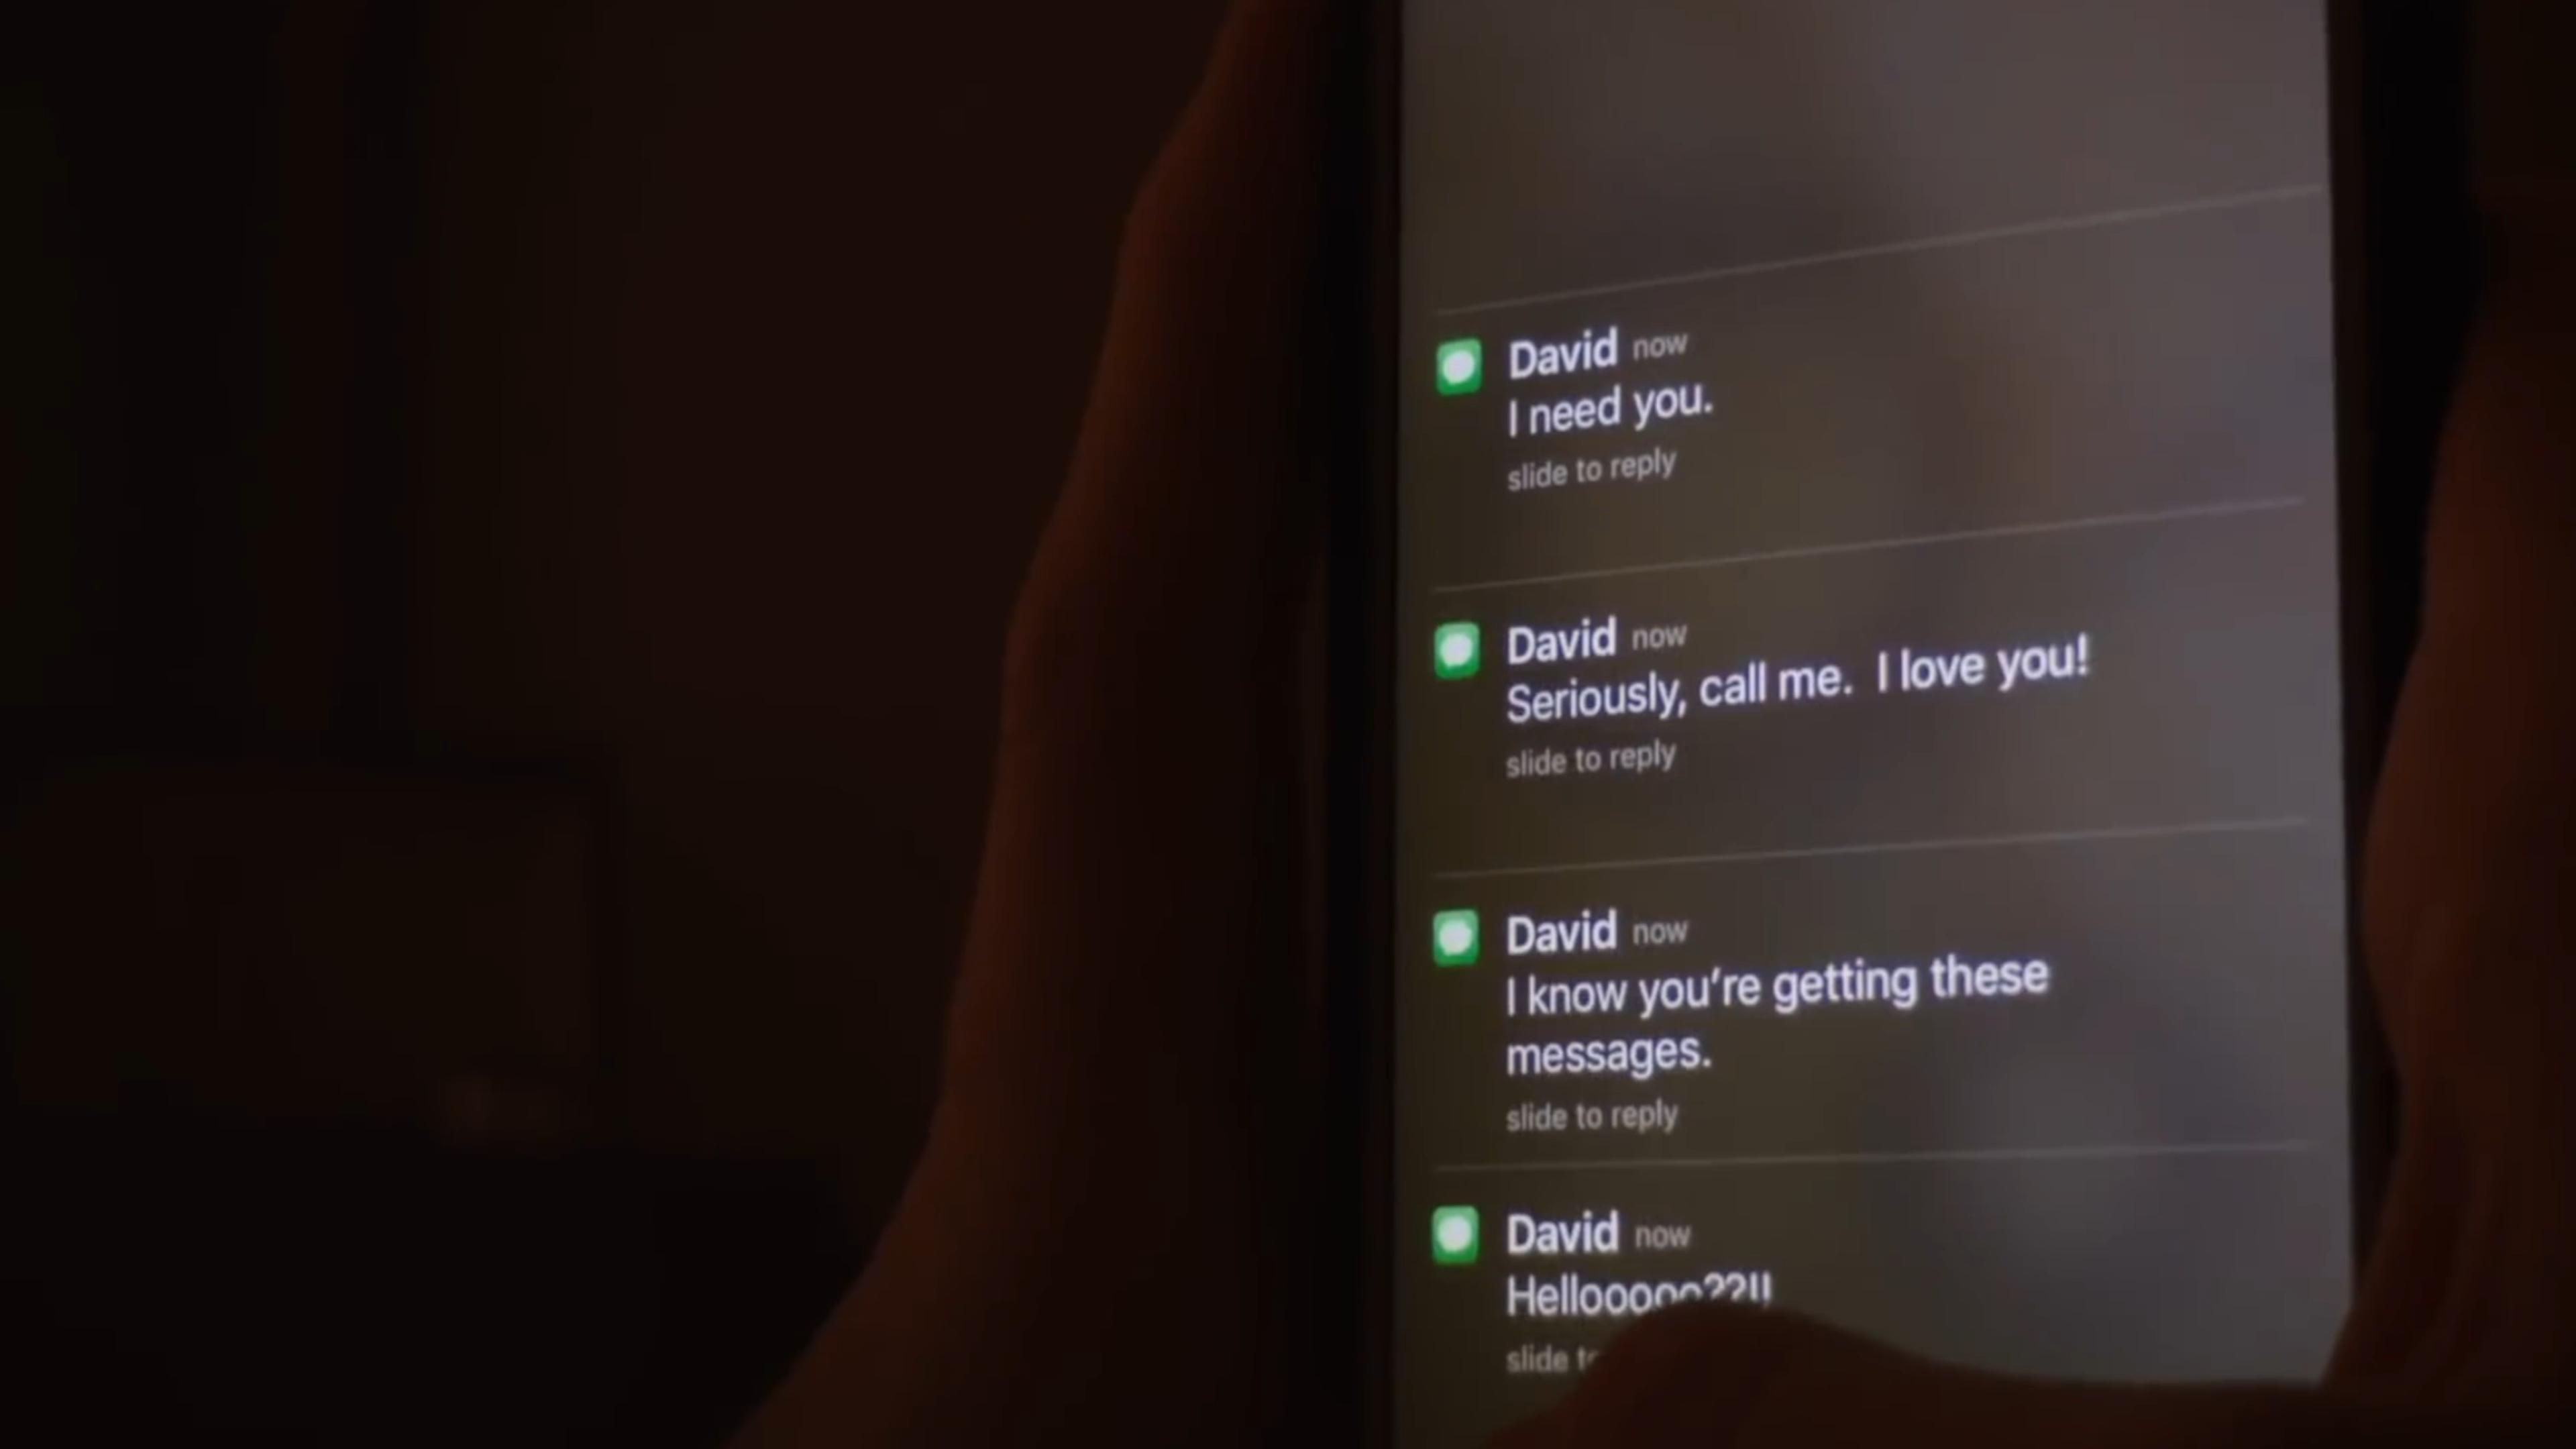 David now
I need you.
slide to reply
David now
Seriously, call me. I love you!
slide to reply
David now
I know you're getting these
messages.
slide to reply
David now
slide